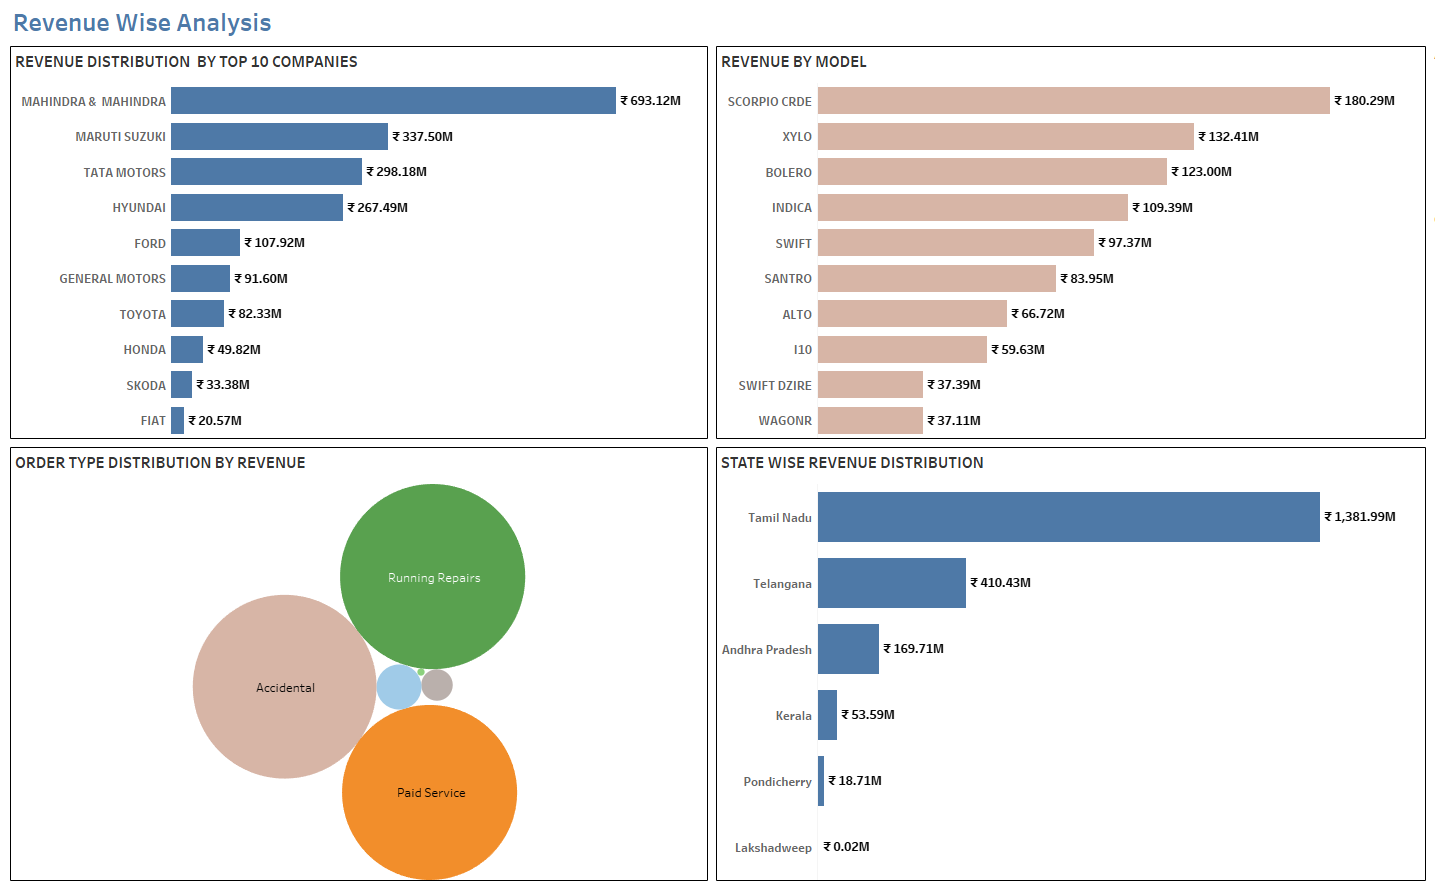 Revenue Wise Analysis
REVENUE DISTRIBUTION  BY TOP 10 COMPANIES
MAHINDRA &  MAHINDRA ₹ 693.12M
MARUTI SUZUKI ₹ 337.50M
TATA MOTORS ₹ 298.18M
HYUNDAI ₹ 267.49M
FORD ₹ 107.92M
GENERAL MOTORS ₹ 91.60M
TOYOTA ₹ 82.33M
HONDA ₹ 49.82M
SKODA ₹ 33.38M
FIAT ₹ 20.57M
REVENUE BY MODEL
SCORPIO CRDE ₹ 180.29M
XYLO ₹ 132.41M
BOLERO ₹ 123.00M
INDICA ₹ 109.39M
SWIFT ₹ 97.37M
SANTRO ₹ 83.95M
ALTO ₹ 66.72M
I10 ₹ 59.63M
SWIFT DZIRE ₹ 37.39M
WAGONR ₹ 37.11M
ORDER TYPE DISTRIBUTION BY REVENUE
Running Repairs
Accidental
Paid Service
STATE WISE REVENUE DISTRIBUTION
Tamil Nadu ₹ 1,381.99M
Telangana ₹ 410.43M
Andhra Pradesh ₹ 169.71M
Kerala ₹ 53.59M
Pondicherry ₹ 18.71M
Lakshadweep ₹ 0.02M